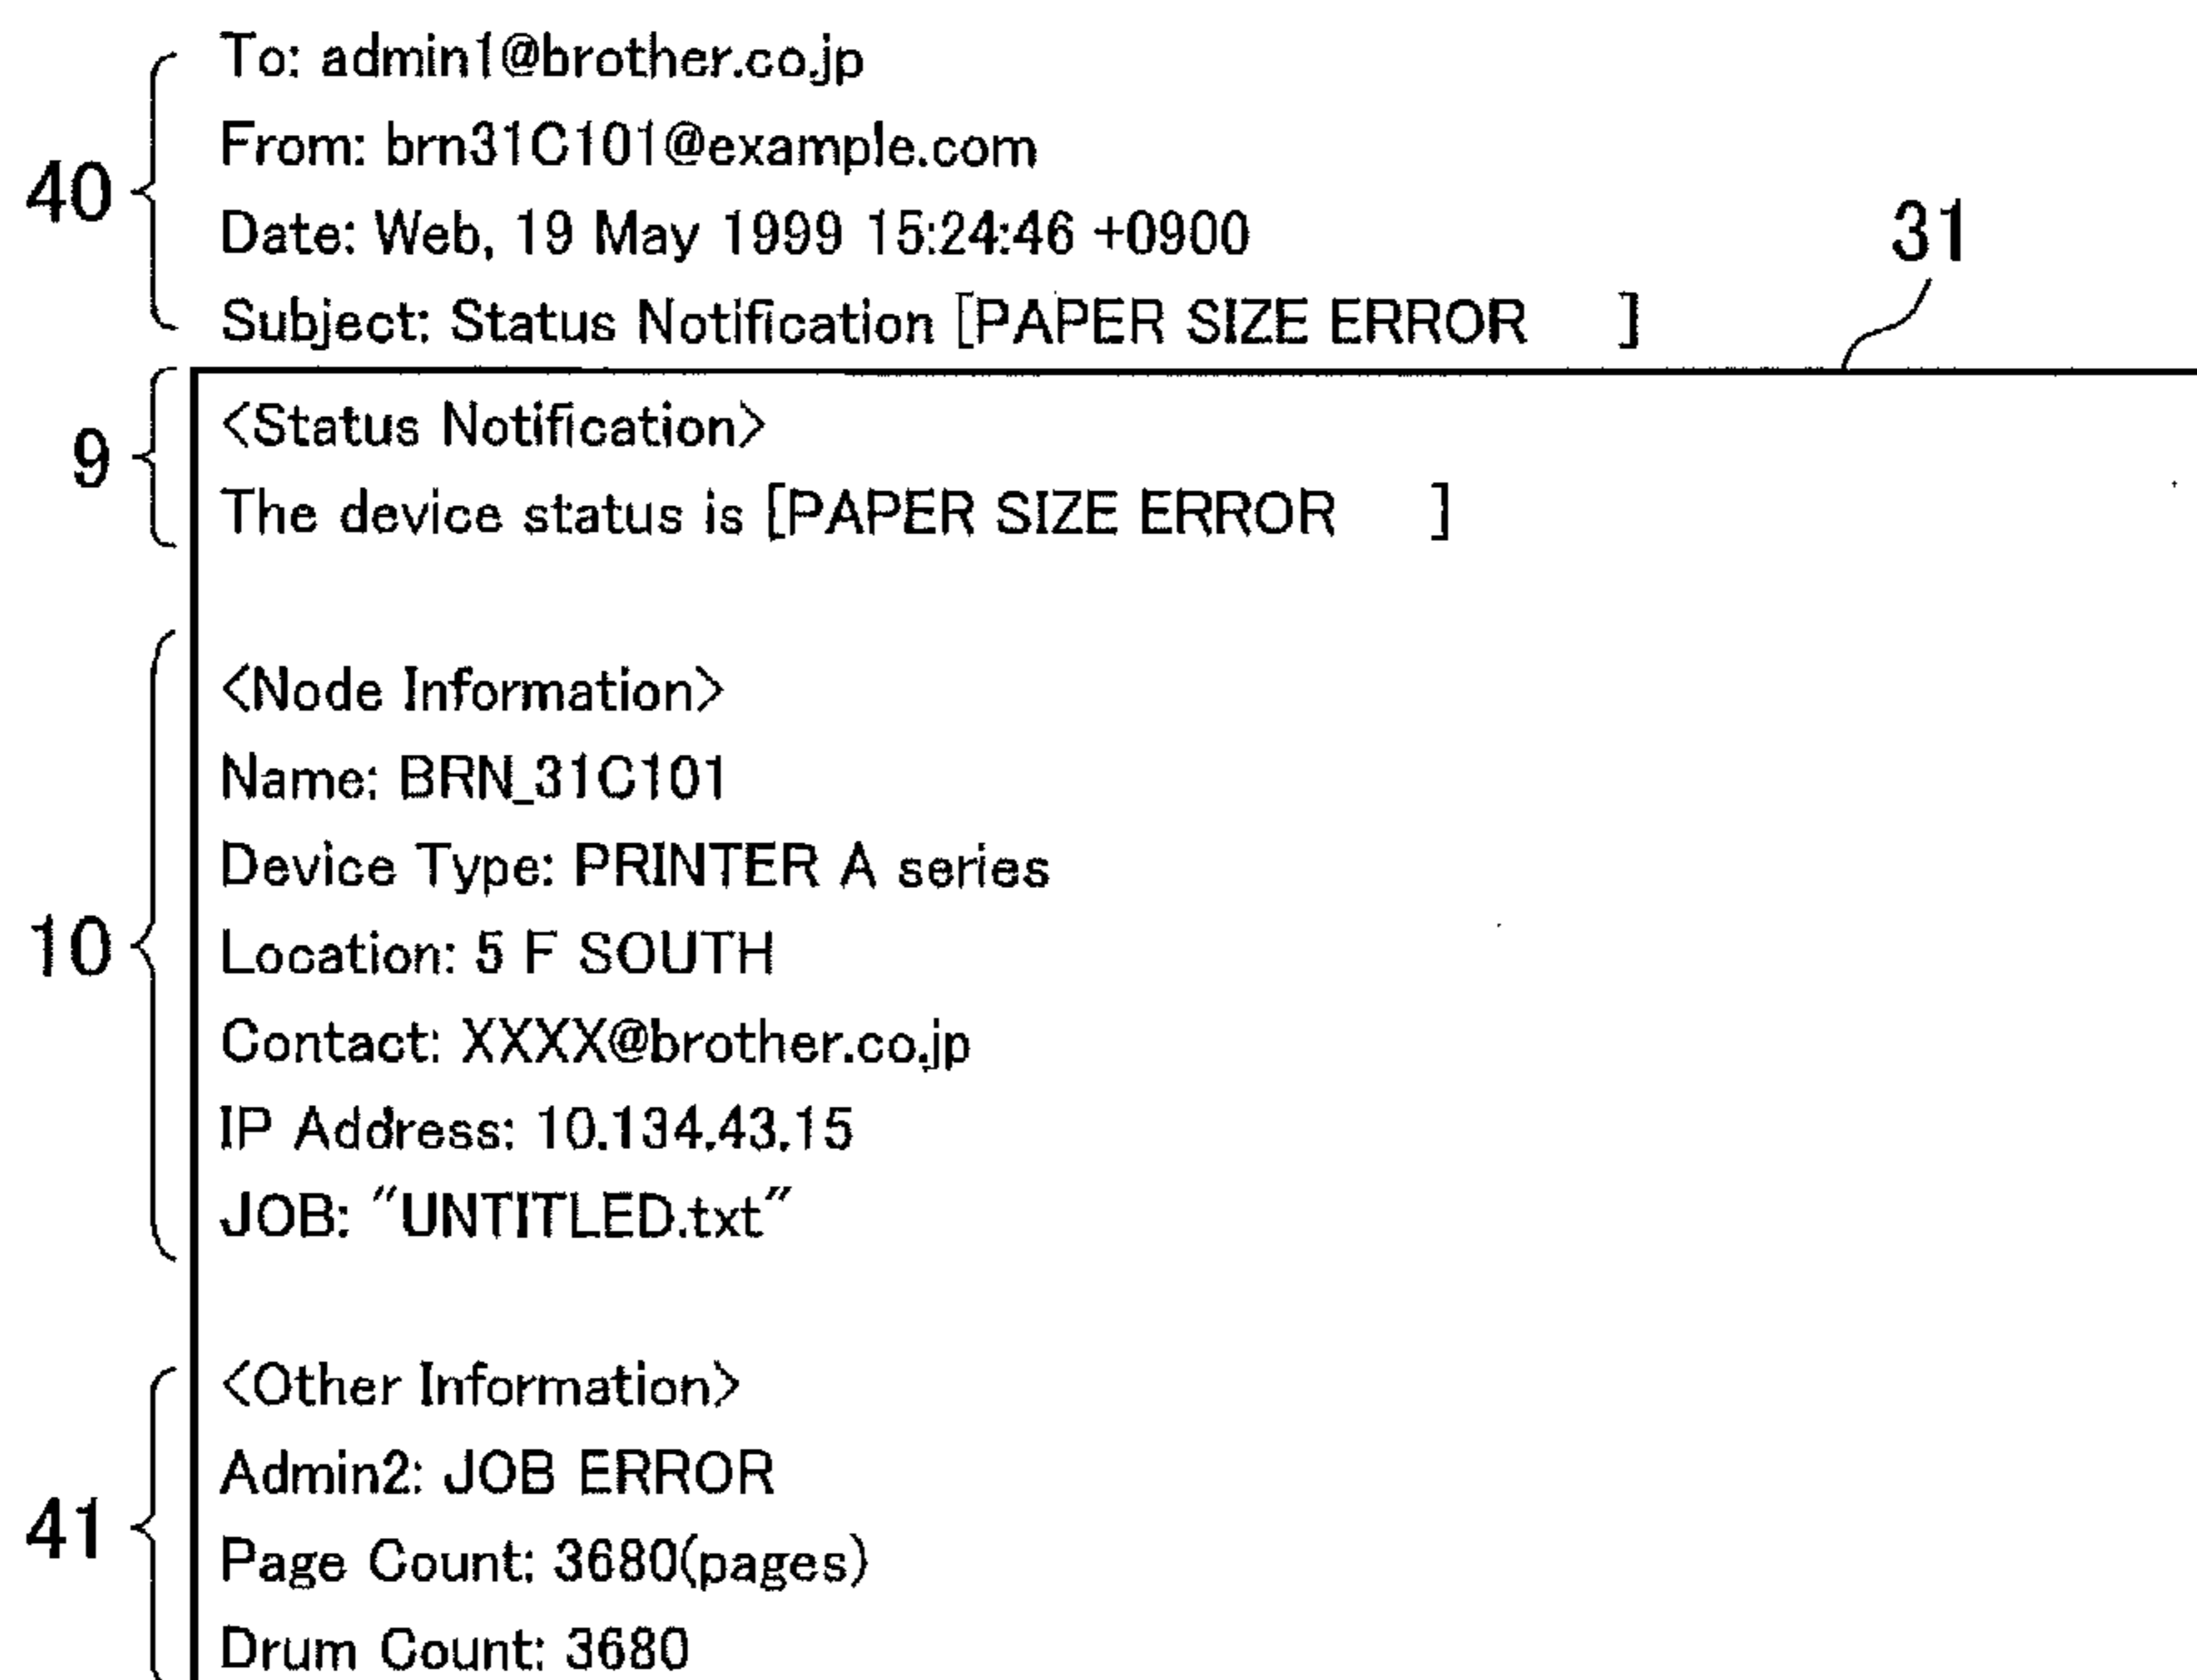 To: admin1@brother.co.jp
From: brn31C101@example.com
40
Date: Web, 19 May 1999 15:24:46 +0900
31
Subject: Status Notification [PAPER SIZE ERROR ]
<Status Notification>
9
The device status is [PAPER SIZE ERROR ]
<Node Information>
Name: BRN_31C101
Device Type: PRINTER A series
10
Location: 5 F SOUTH
Contact: XXXX@brother.co.jp
IP Address: 10.134.43.15
JOB: "UNTITLED.txt"
<Other Information>
Admin2: JOB ERROR
41
Page Count: 3680(pages)
Drum Count: 3680